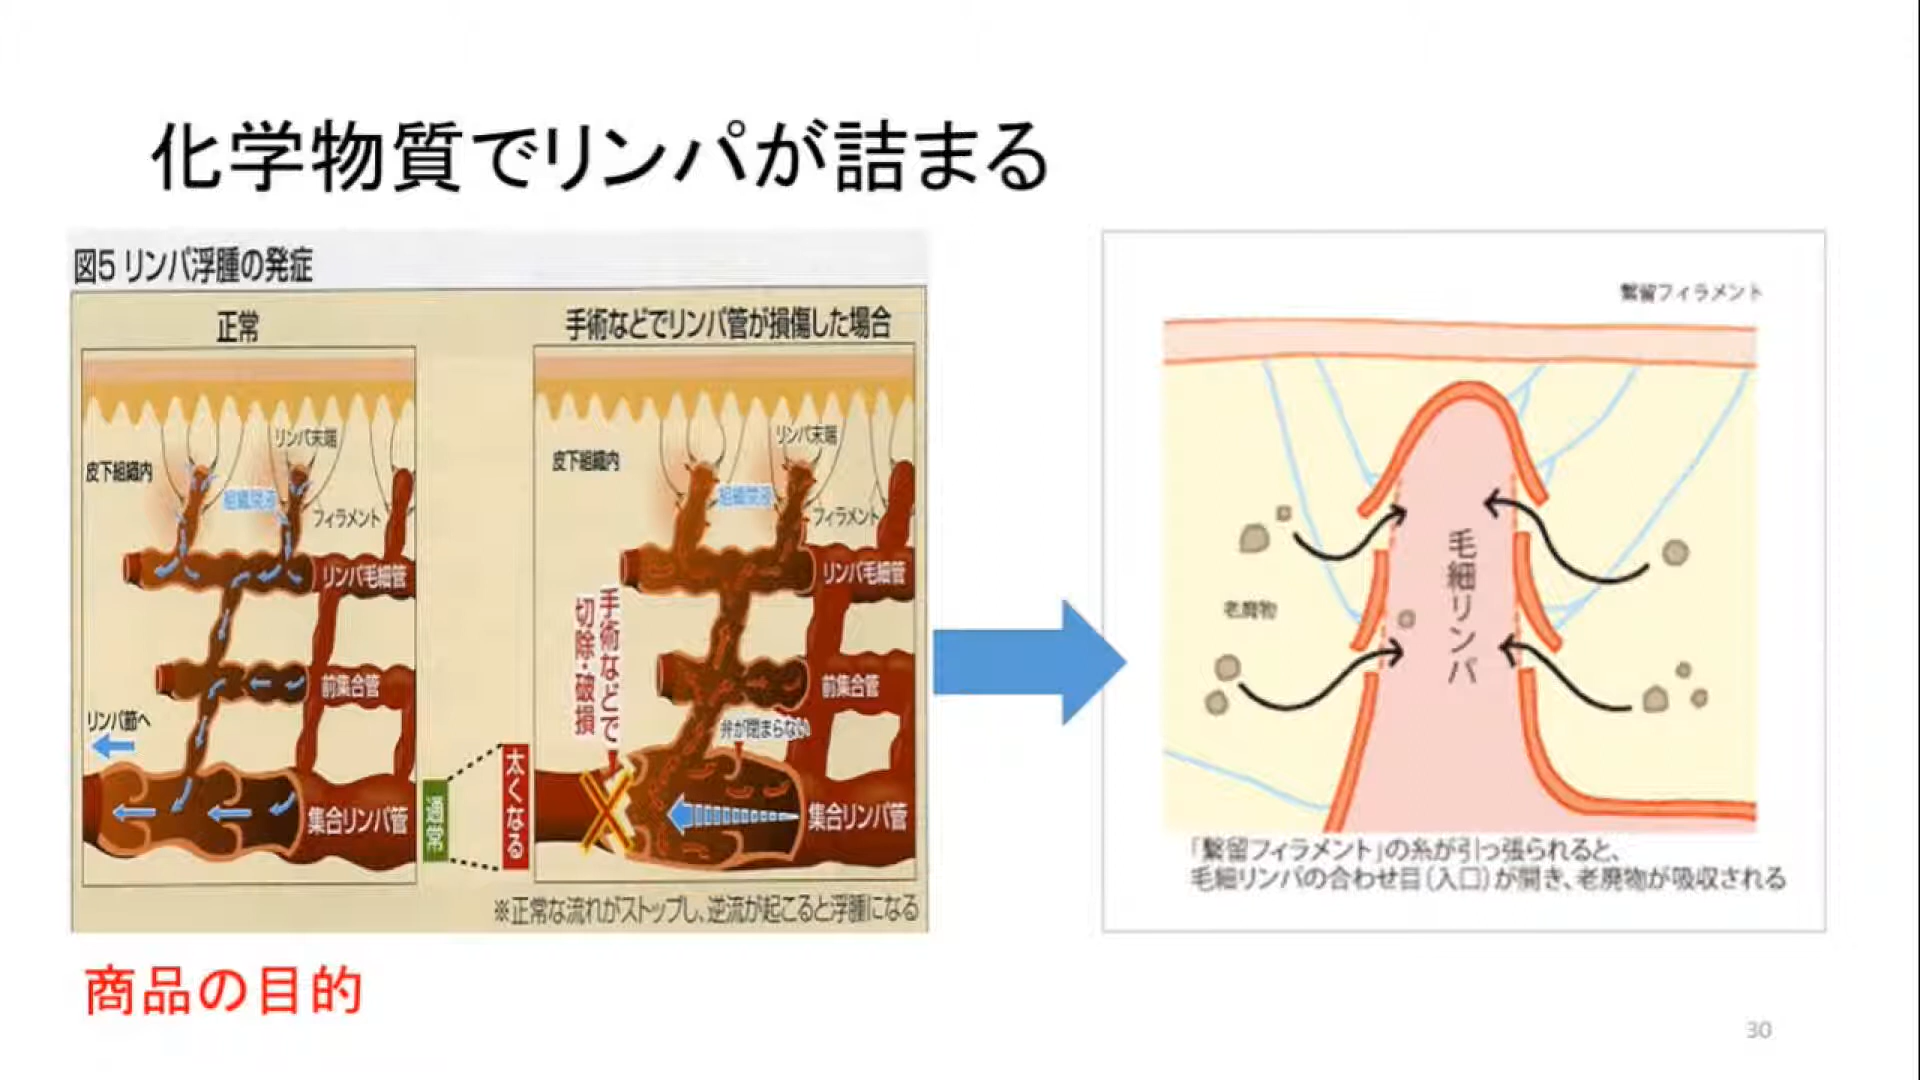 化学物質でリンパが詰まる
図5 リンパ浮腫の発症
正常
手術などでリンパ管が損傷した場合
リンパ末端
皮下組織内
組織間液
フィラメント
リンパ毛細管
前集合管
リンパ節へ
集合リンパ管
通常
太くなる
リンパ末端
皮下組織内
組織間液
フィラメント
リンパ毛細管
手術などで
切除・破損
前集合管
弁が閉まらない
集合リンパ管
※正常な流れがストップし、逆流が起こると浮腫になる
繋留フィラメント
毛細リンパ
老廃物
「繋留フィラメント」の糸が引っ張られると、
毛細リンパの合わせ目（入口）が開き、老廃物が吸収される
商品の目的
30